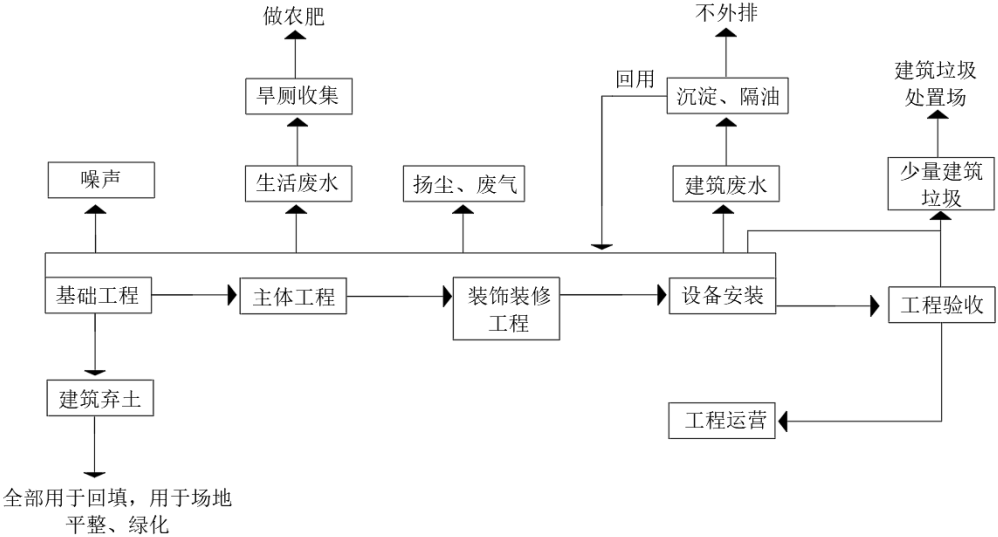 做农肥
不外排
回用
建筑垃圾
处置场
旱厕收集
沉淀、隔油
噪声
生活废水
扬尘、废气
建筑废水
少量建筑
垃圾
基础工程
主体工程
装饰装修
工程
设备安装
工程验收
建筑弃土
工程运营
全部用于回填，用于场地
平整、绿化